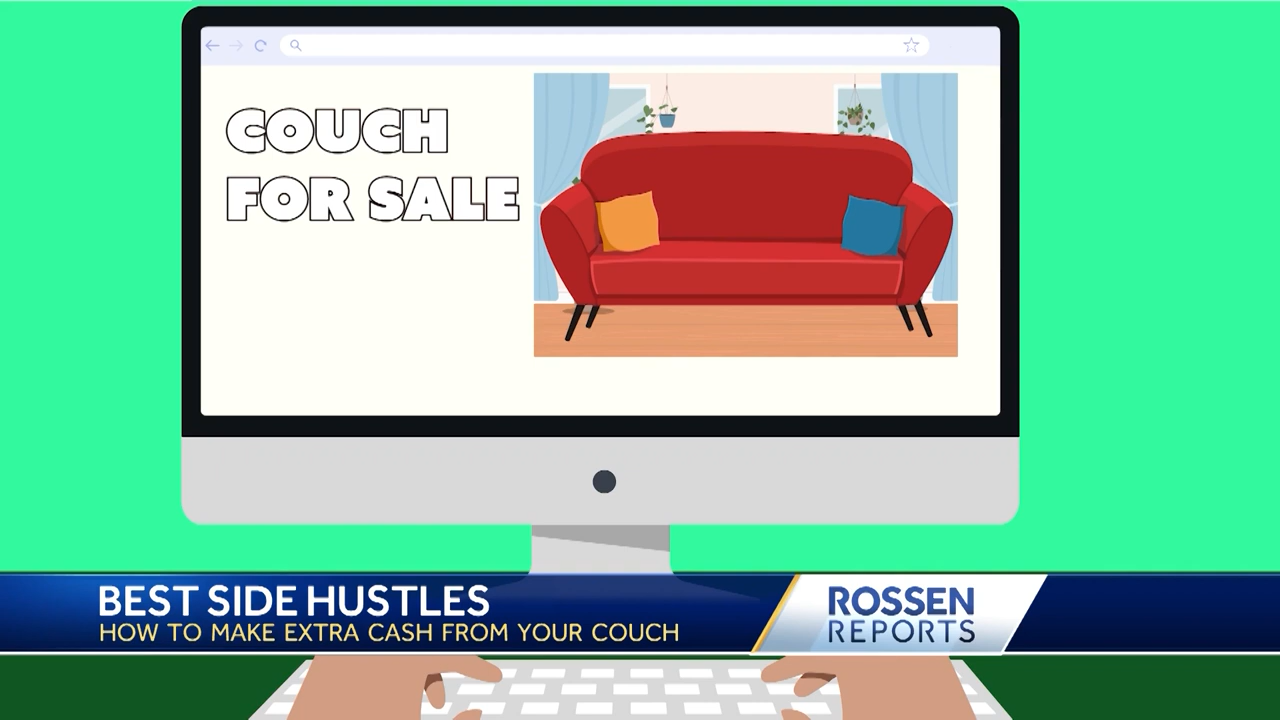 COUCH
FOR SALE
BEST SIDE HUSTLES
HOW TO MAKE EXTRA CASH FROM YOUR COUCH
ROSSEN
REPORTS